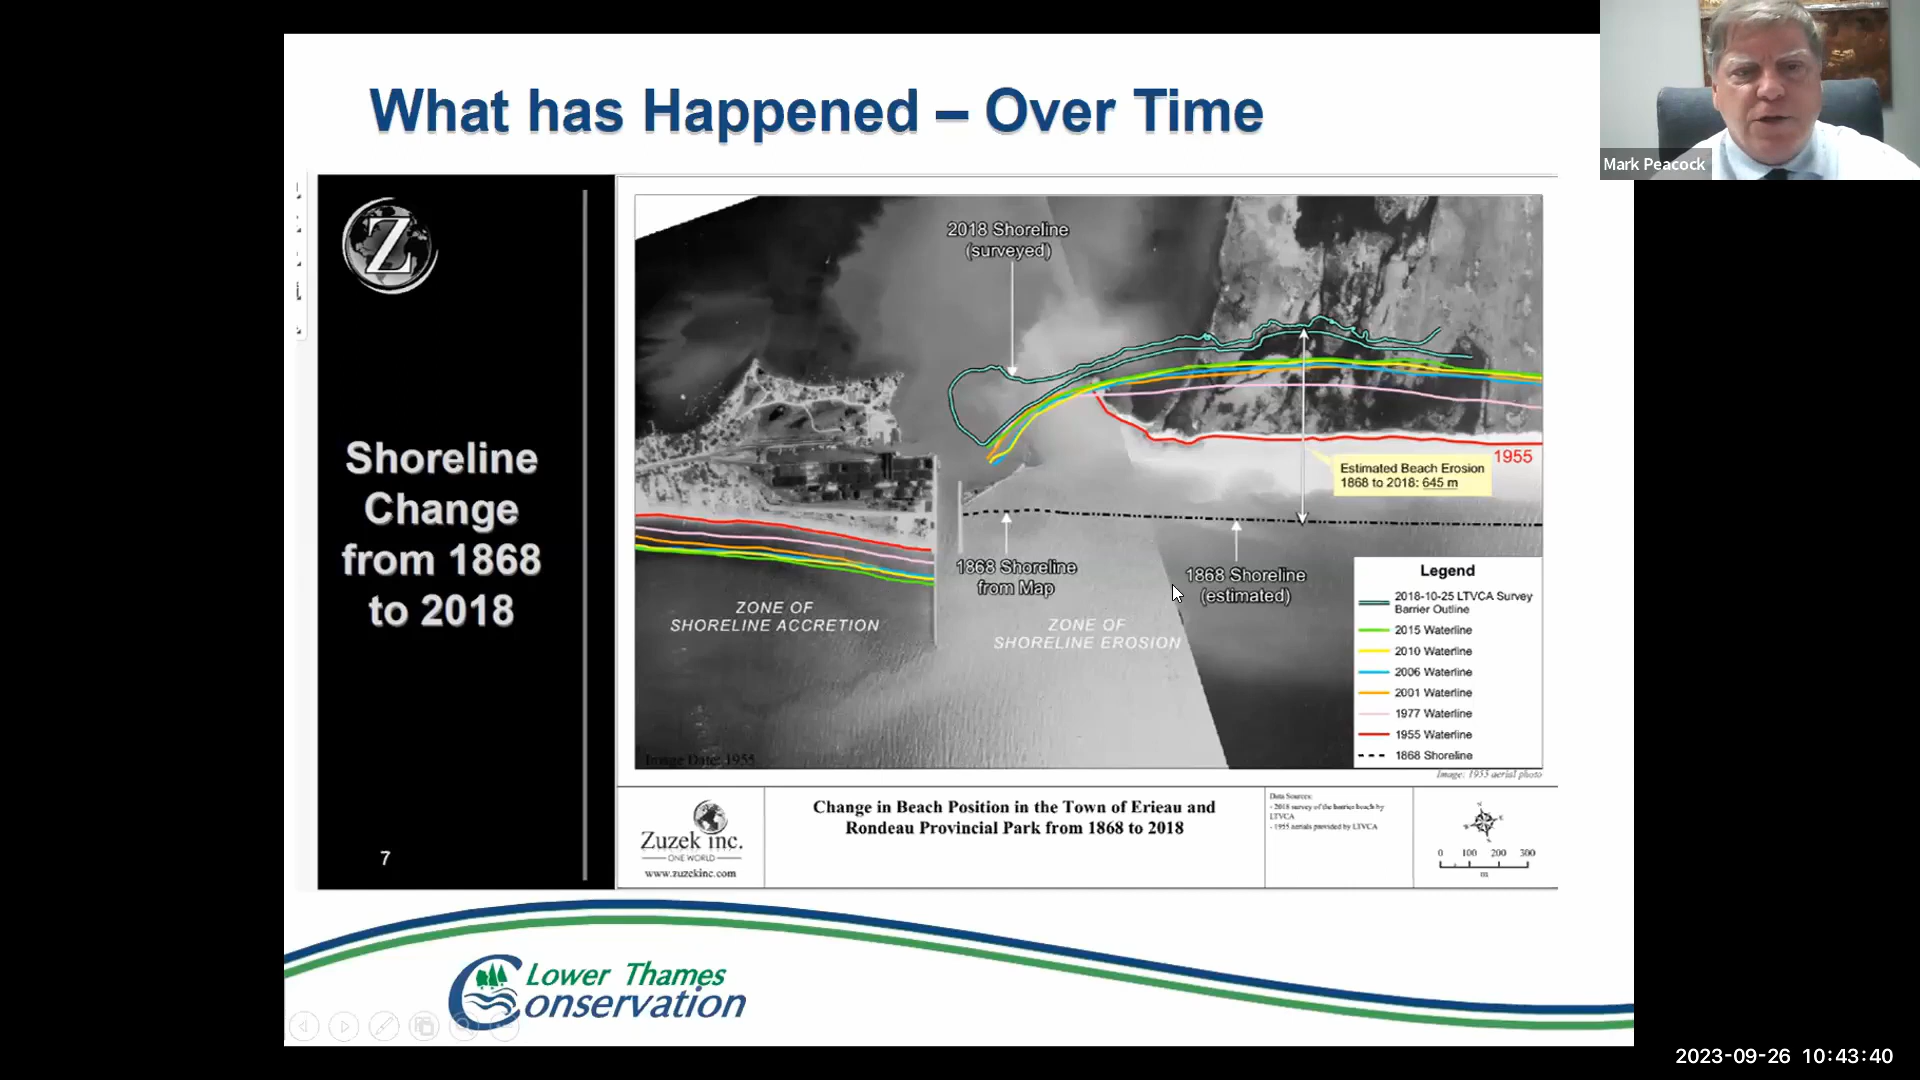 What has Happened – Over Time
Mark Peacock
Z
Shoreline
Change
from 1868
to 2018
7
2018 Shoreline
(surveyed)
1955
Estimated Beach Erosion
1868 to 2018: 645 m
1868 Shoreline
from Map
1868 Shoreline
(estimated)
ZONE OF
SHORELINE ACCRETION
ZONE OF
SHORELINE EROSION
Legend
2018-10-25 LTVCA Survey
Barrier Outline
2015 Waterline
2010 Waterline
2006 Waterline
2001 Waterline
1977 Waterline
1955 Waterline
1868 Shoreline
Image Date: 1955
Image: 1955 aerial photo
Zuzek inc.
ONE WORLD
www.zuzekinc.com
Change in Beach Position in the Town of Erieau and
Rondeau Provincial Park from 1868 to 2018
Data Sources:
- 2018 survey of the barrier beach by
LTVCA
- 1955 aerials provided by LTVCA
0 100 200 300
m
Lower Thames
Conservation
2023-09-26 10:43:40